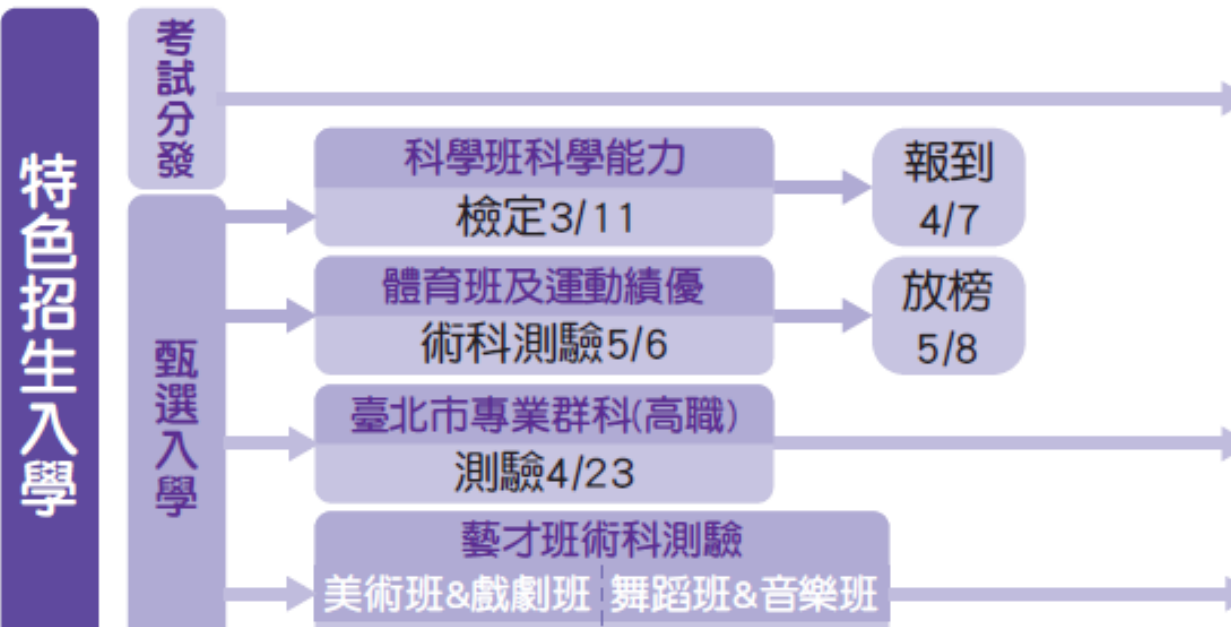 特色招生入學
考試分發
科學班科學能力
檢定3/11
報到
4/7
體育班及運動績優
術科測驗5/6
放榜
5/8
甄選入學
臺北市專業群科(高職)
測驗4/23
藝才班術科測驗
美術班&戲劇班 舞蹈班&音樂班